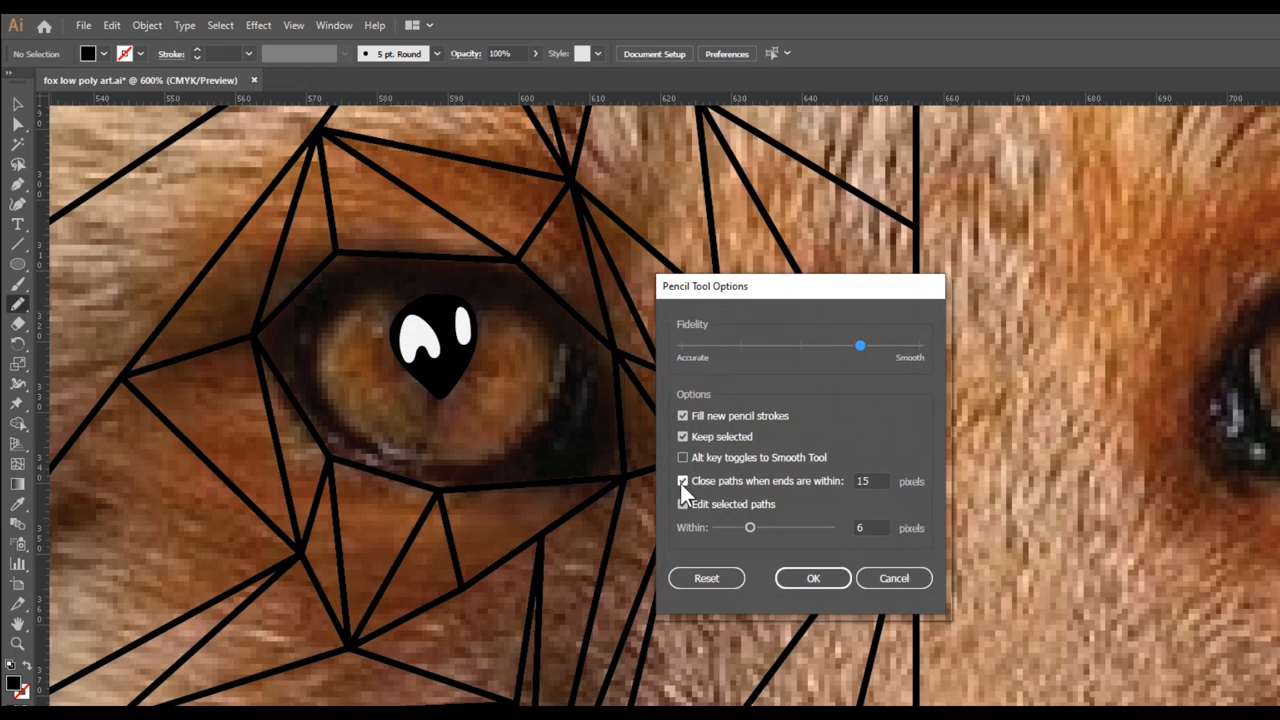 Ai File Edit Object Type Select Effect View Window Help
No Selection Stroke: 5 pt. Round Opacity: 100% Style: Document Setup Preferences
fox low poly art.ai* @ 600% (CMYK/Preview) ×
540 550 560 570 580 590 600 610 620 630 640 650 660 670 680 690 700
Pencil Tool Options
Fidelity
Accurate Smooth
Options
Fill new pencil strokes
Keep selected
Alt key toggles to Smooth Tool
Close paths when ends are within: 15 pixels
Edit selected paths
Within: 6 pixels
Reset OK Cancel